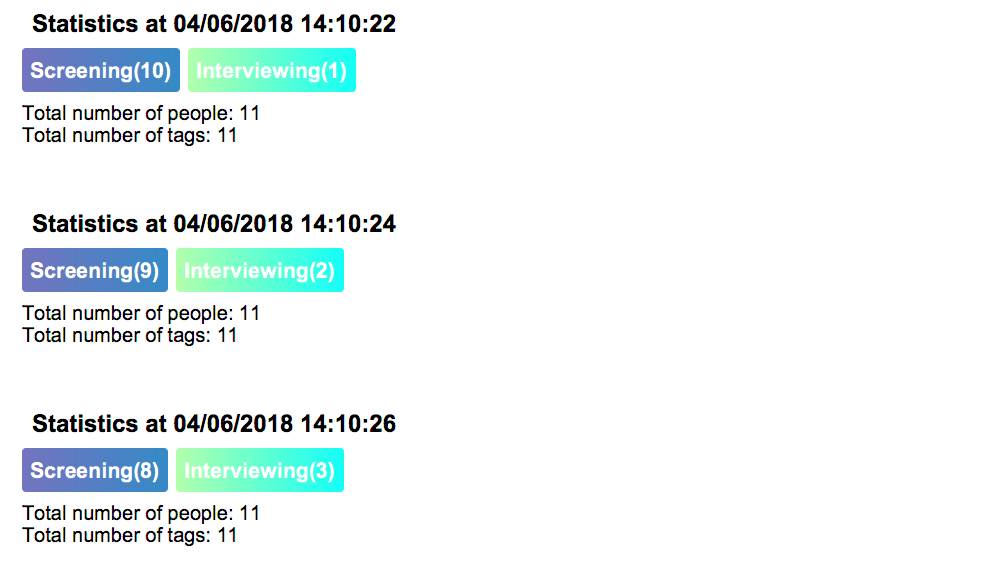 Statistics at 04/06/2018 14:10:22
Screening(10) Interviewing(1)
Total number of people: 11
Total number of tags: 11
Statistics at 04/06/2018 14:10:24
Screening(9) Interviewing(2)
Total number of people: 11
Total number of tags: 11
Statistics at 04/06/2018 14:10:26
Screening(8) Interviewing(3)
Total number of people: 11
Total number of tags: 11